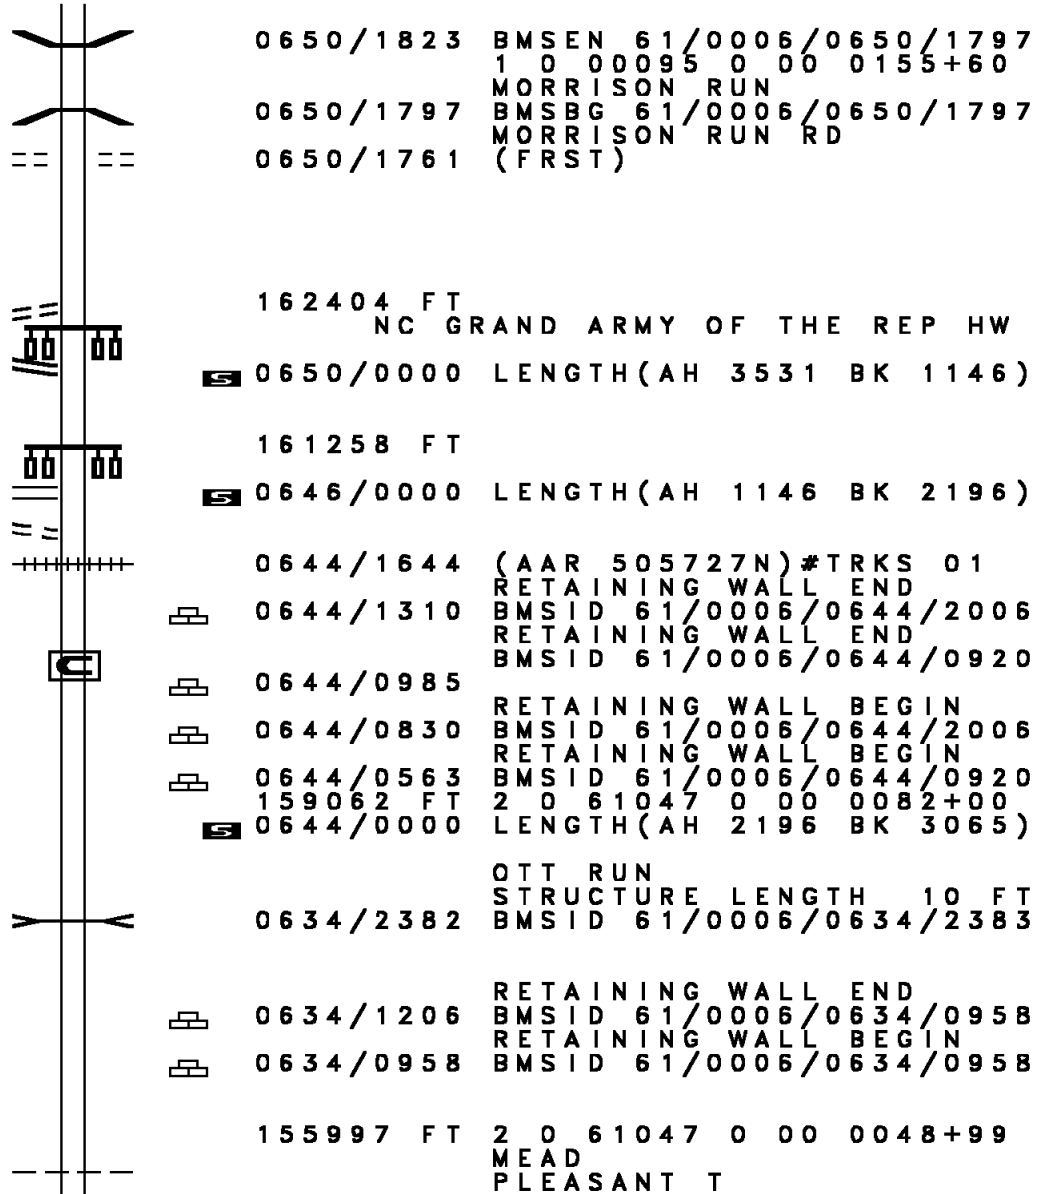 0650/1823 BMSEN 61/0006/0650/1797
1 0 00095 0 00 0155+60
MORRISON RUN
0650/1797 BMSBG 61/0006/0650/1797
MORRISON RUN RD
0650/1761 (FRST)
162404 FT
NC GRAND ARMY OF THE REP HW
S 0650/0000 LENGTH(AH 3531 BK 1146)
161258 FT
S 0646/0000 LENGTH(AH 1146 BK 2196)
0644/1644 (AAR 505727N)#TRKS 01
RETAINING WALL END
0644/1310 BMSID 61/0006/0644/2006
RETAINING WALL END
BMSID 61/0006/0644/0920
C
0644/0985
RETAINING WALL BEGIN
0644/0830 BMSID 61/0006/0644/2006
RETAINING WALL BEGIN
0644/0563 BMSID 61/0006/0644/0920
159062 FT 2 0 61047 0 00 0082+00
S 0644/0000 LENGTH(AH 2196 BK 3065)
OTT RUN
STRUCTURE LENGTH 10 FT
0634/2382 BMSID 61/0006/0634/2383
RETAINING WALL END
0634/1206 BMSID 61/0006/0634/0958
RETAINING WALL BEGIN
0634/0958 BMSID 61/0006/0634/0958
155997 FT 2 0 61047 0 00 0048+99
MEAD
PLEASANT T